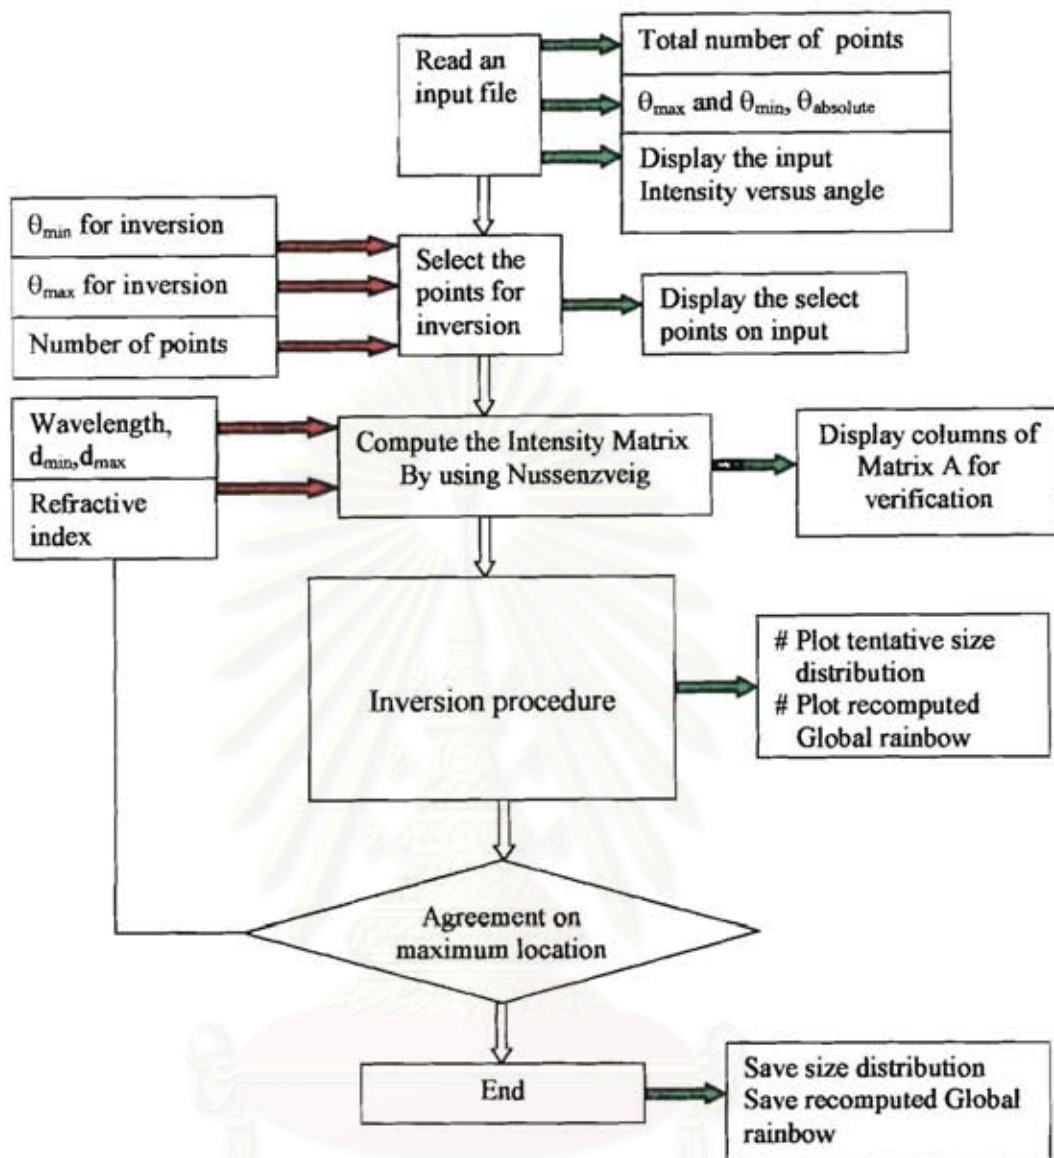 Read an
input file
Total number of points
θmax and θmin, θabsolute
Display the input
Intensity versus angle
θmin for inversion
θmax for inversion
Number of points
Select the
points for
inversion
Display the select
points on input
Wavelength,
dmin,dmax
Refractive
index
Compute the Intensity Matrix
By using Nussenzveig
Display columns of
Matrix A for
verification
Inversion procedure
# Plot tentative size
distribution
# Plot recomputed
Global rainbow
Agreement on
maximum location
End
Save size distribution
Save recomputed Global
rainbow